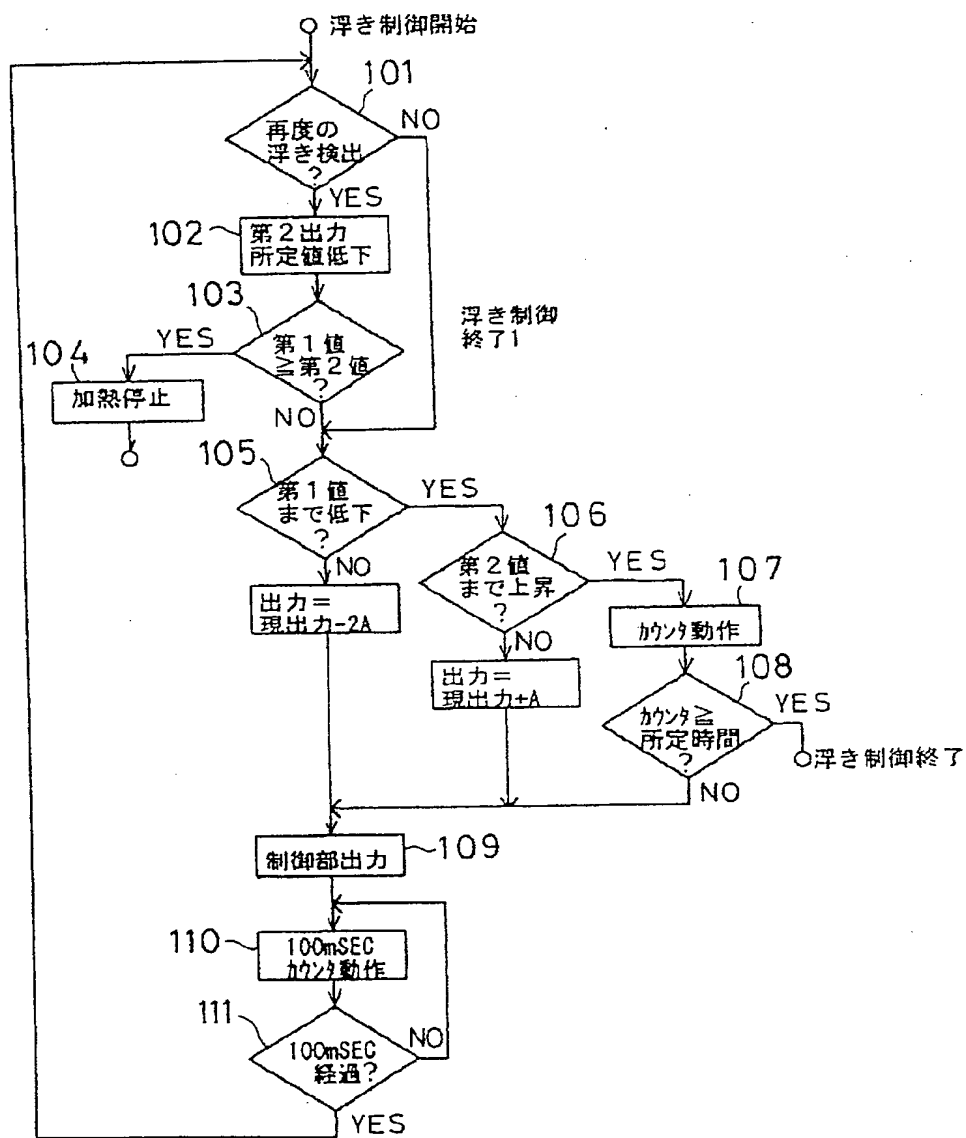 浮き制御開始
101
再度の
浮き検出
?
NO
YES
102
第2出力
所定値低下
103
第1値
≧第2値
?
YES
NO
浮き制御
終了1
104
加熱停止
105
第1値
まで低下
?
YES
NO
出力=
現出力-2A
106
第2値
まで上昇
?
YES
NO
出力=
現出力+A
107
カウンタ動作
108
カウンタ≧
所定時間
?
YES
NO
浮き制御終了
制御部出力
109
110
100mSEC
カウンタ動作
111
100mSEC
経過?
NO
YES